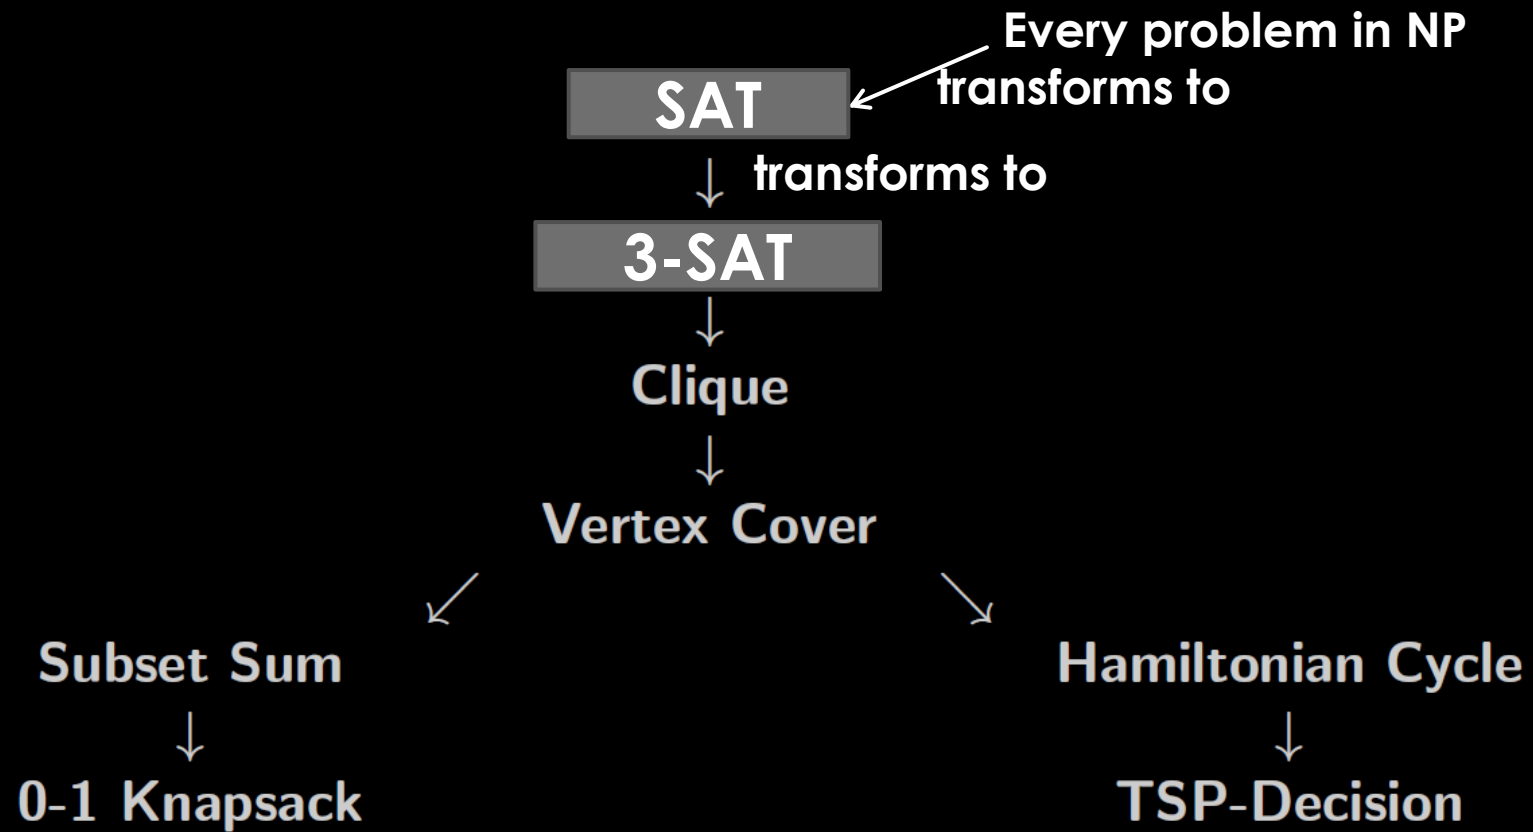 Every problem in NP
transforms to
SAT
transforms to
3-SAT
Clique
Vertex Cover
Subset Sum
Hamiltonian Cycle
0-1 Knapsack
TSP-Decision